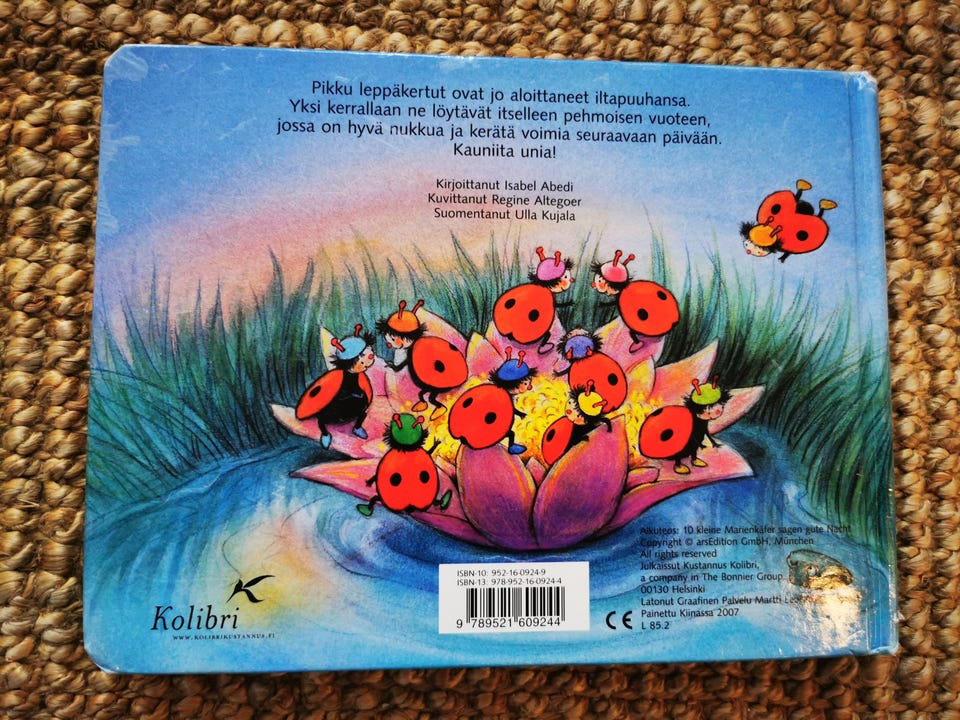 Pikku leppäkertut ovat jo aloittaneet iltapuuhansa.
Yksi kerrallaan ne löytävät itselleen pehmoisen vuoteen,
jossa on hyvä nukkua ja kerätä voimia seuraavaan päivään.
Kauniita unia!
Kirjoittanut Isabel Abedi
Kuvittanut Regine Altegoer
Suomentanut Ulla Kujala
Alkuteos: 10 kleine Marienkäfer sagen gute Nacht
Copyright © arsEdition GmbH, München
All rights reserved
Julkaissut Kustannus Kolibri,
a company in The Bonnier Group
00130 Helsinki
Latonut Graafinen Palvelu Martti
Painettu Kiinassa 2007
L 85.2
ISBN-10: 952-16-0924-9
ISBN-13: 978-952-16-0924-4
9 789521 609244
CE
Kolibri
WWW.KOLIBRIKUSTANNUS.FI